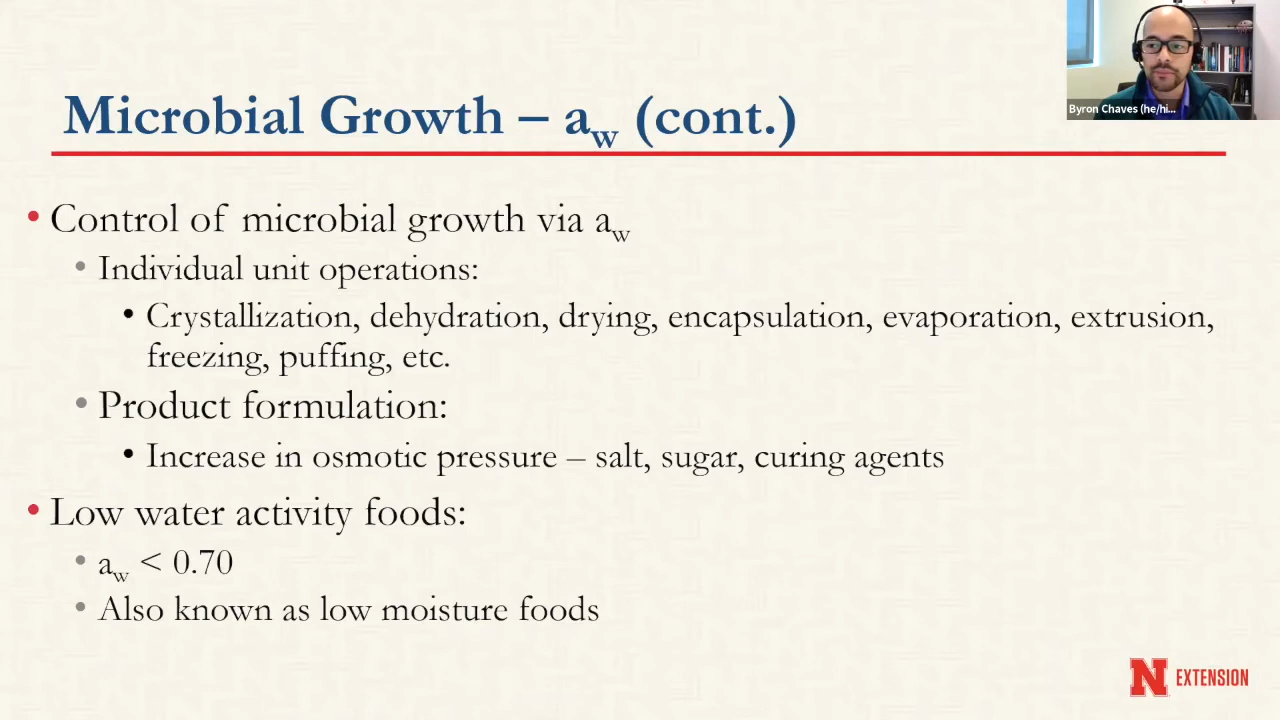 Byron Chaves (he/hi...
Microbial Growth – aw (cont.)
• Control of microbial growth via aw
• Individual unit operations:
• Crystallization, dehydration, drying, encapsulation, evaporation, extrusion,
freezing, puffing, etc.
• Product formulation:
• Increase in osmotic pressure – salt, sugar, curing agents
• Low water activity foods:
• aw < 0.70
• Also known as low moisture foods
N EXTENSION